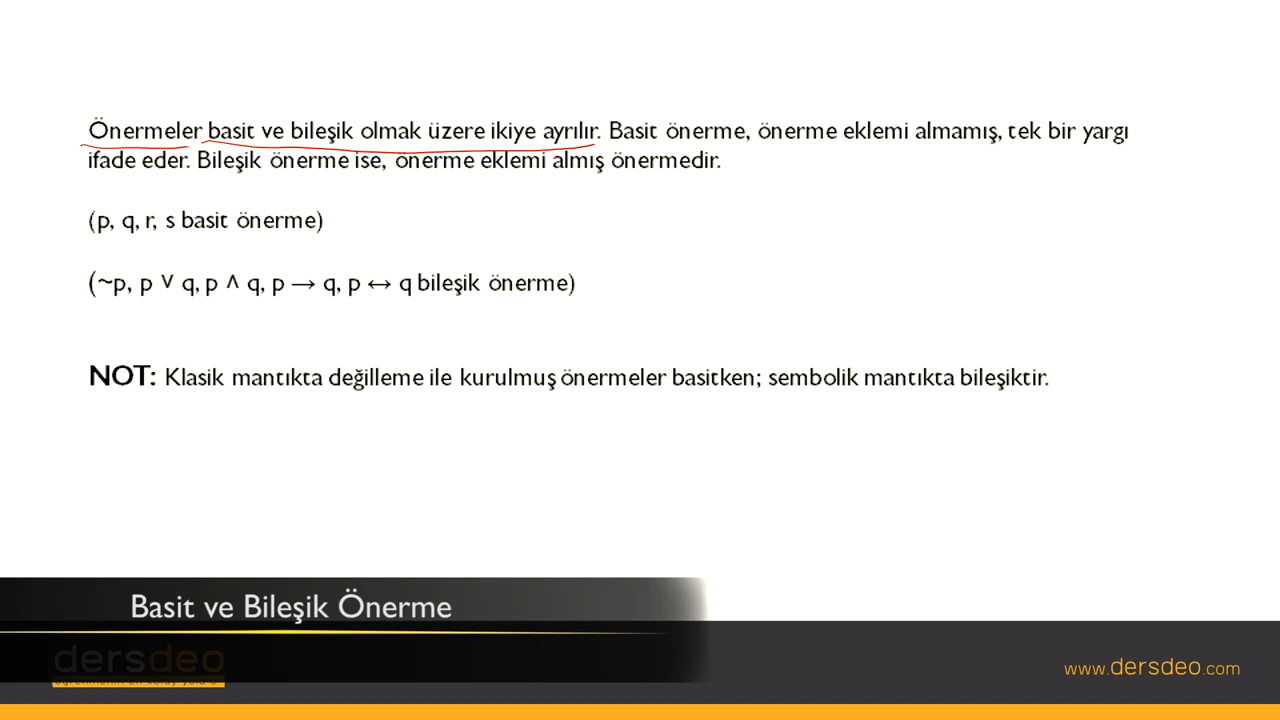 Önermeler basit ve bileşik olmak üzere ikiye ayrılır. Basit önerme, önerme eklemi almamış, tek bir yargı
ifade eder. Bileşik önerme ise, önerme eklemi almış önermedir.
(p, q, r, s basit önerme)
(~p, p ∨ q, p ∧ q, p → q, p ↔ q bileşik önerme)
NOT: Klasik mantıkta değilleme ile kurulmuş önermeler basitken; sembolik mantıkta bileşiktir.
Basit ve Bileşik Önerme
dersdeo
www.dersdeo.com